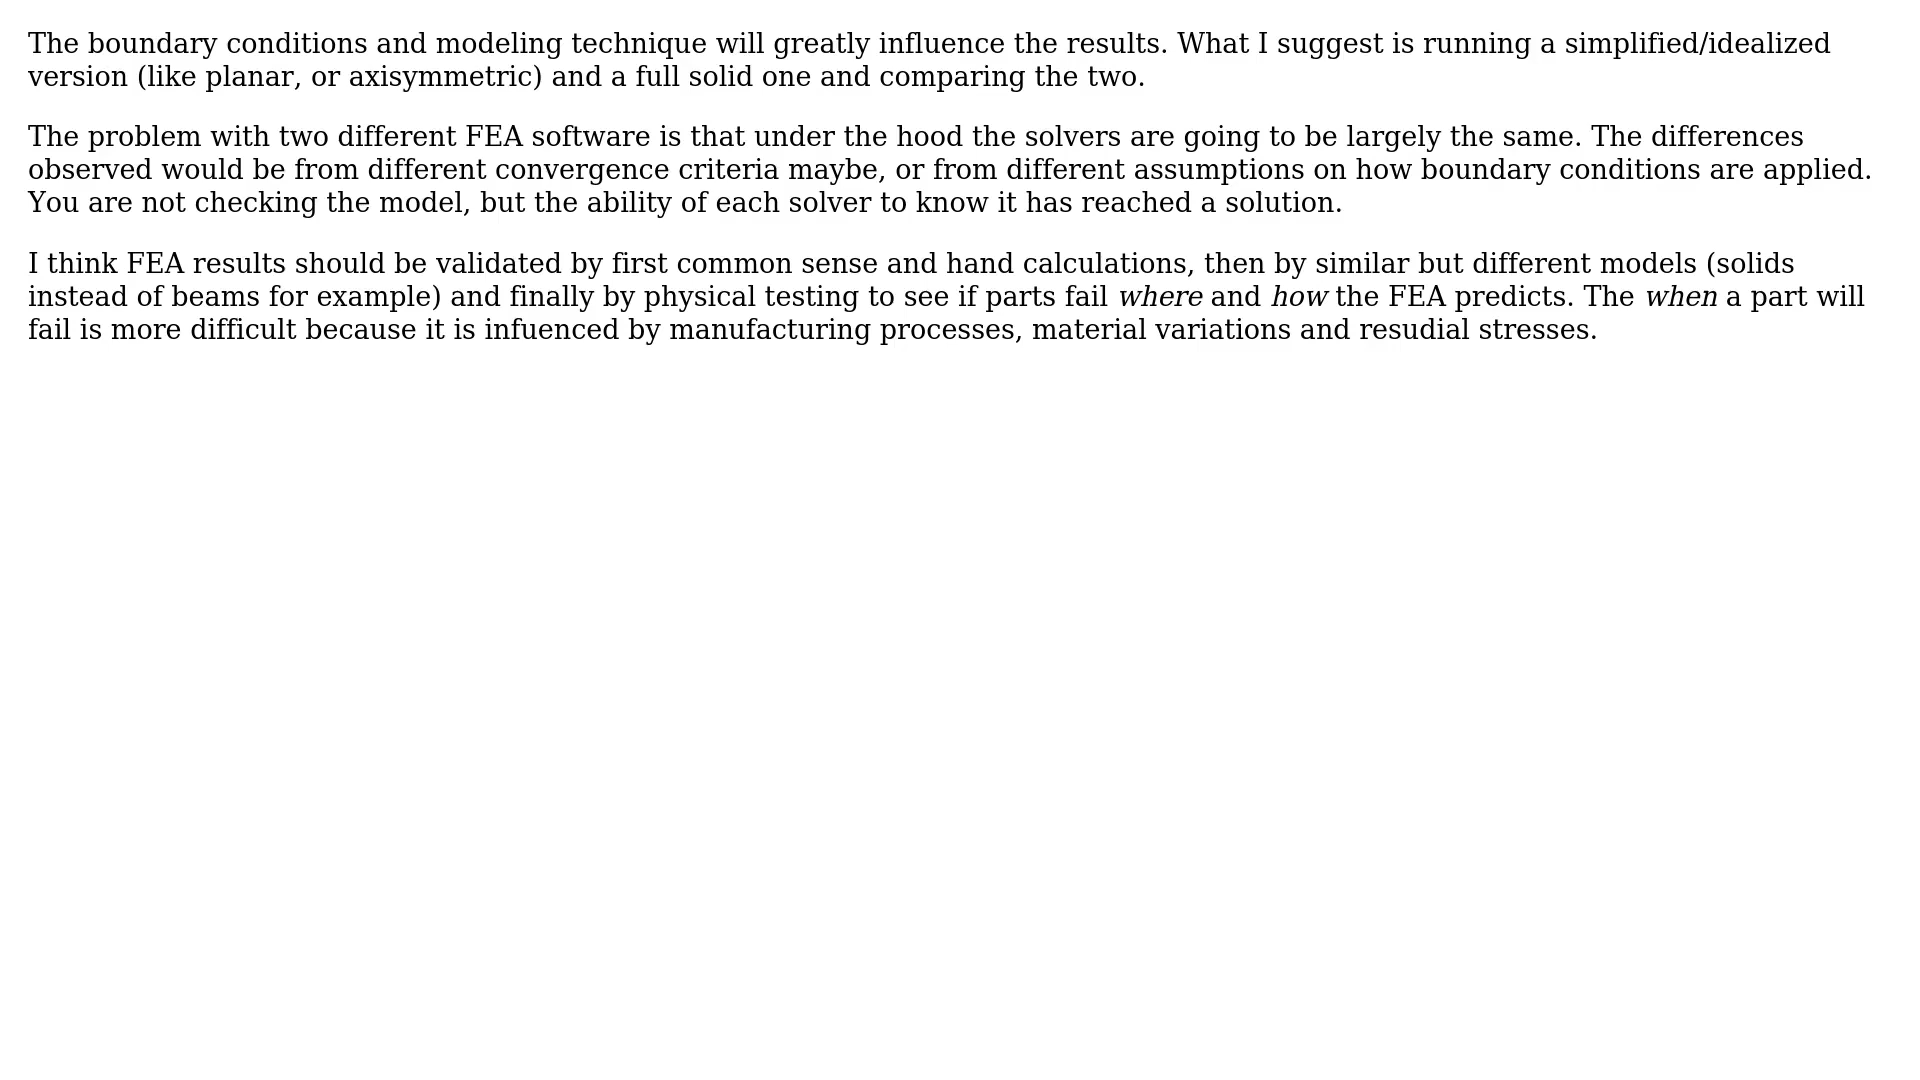 The boundary conditions and modeling technique will greatly influence the results. What I suggest is running a simplified/idealized
version (like planar, or axisymmetric) and a full solid one and comparing the two.
The problem with two different FEA software is that under the hood the solvers are going to be largely the same. The differences
observed would be from different convergence criteria maybe, or from different assumptions on how boundary conditions are applied.
You are not checking the model, but the ability of each solver to know it has reached a solution.
I think FEA results should be validated by first common sense and hand calculations, then by similar but different models (solids
instead of beams for example) and finally by physical testing to see if parts fail where and how the FEA predicts. The when a part will
fail is more difficult because it is infuenced by manufacturing processes, material variations and resudial stresses.